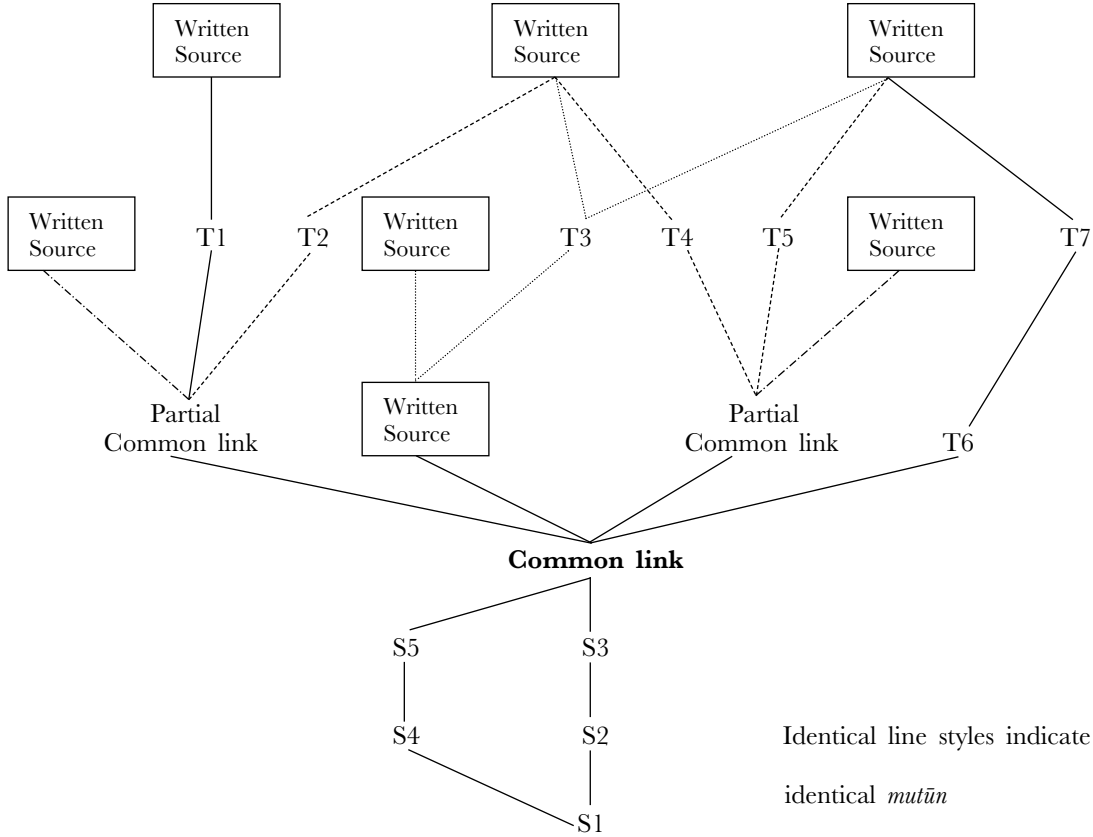 Written
Source
Written
Source
Written
Source
Written
Source
T1
T2
Written
Source
T3
T4
T5
Written
Source
T7
Partial
Common link
Written
Source
Partial
Common link
T6
Common link
S5
S3
S4
S2
Identical line styles indicate
identical mutūn
S1